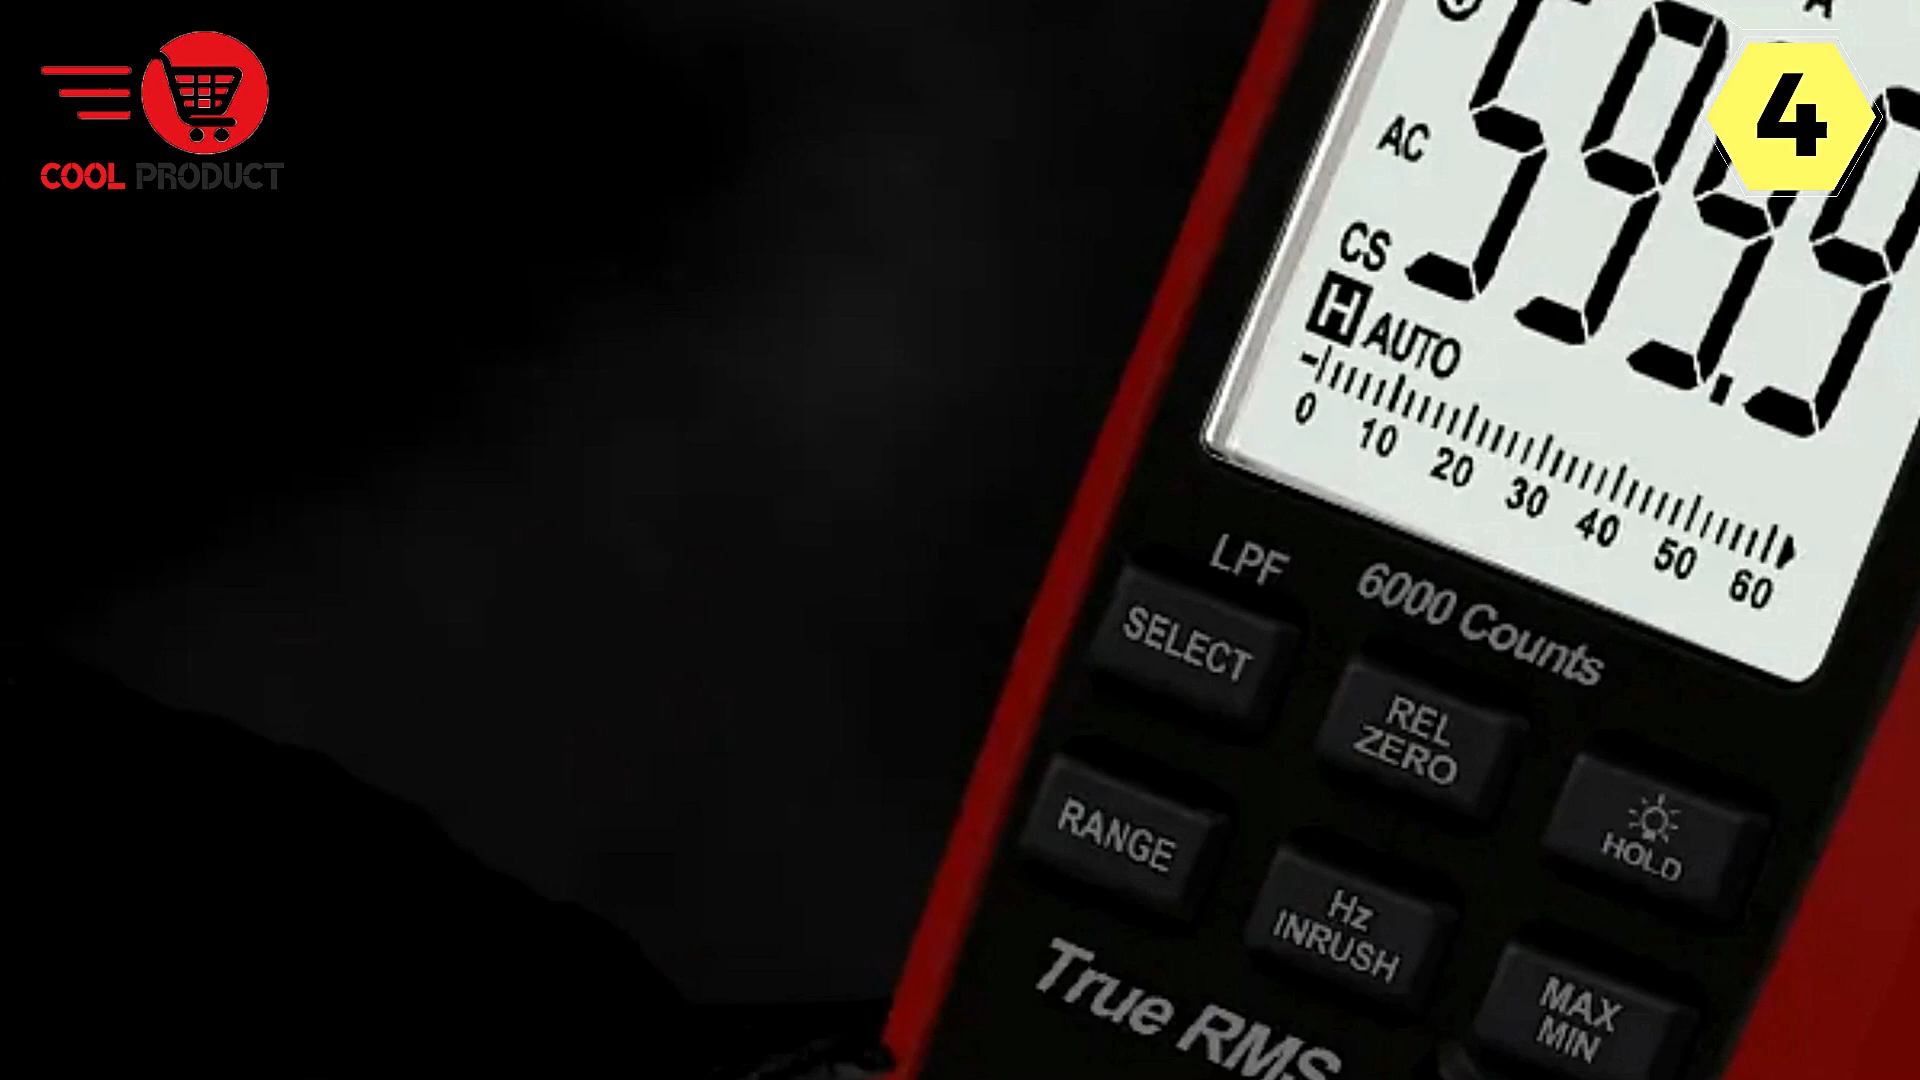 COOL PRODUCT
4
A
AC
599.9
CS
H AUTO
0 10 20 30 40 50 60
LPF
6000 Counts
SELECT
REL
ZERO
HOLD
RANGE
Hz
INRUSH
MAX
MIN
True RMS